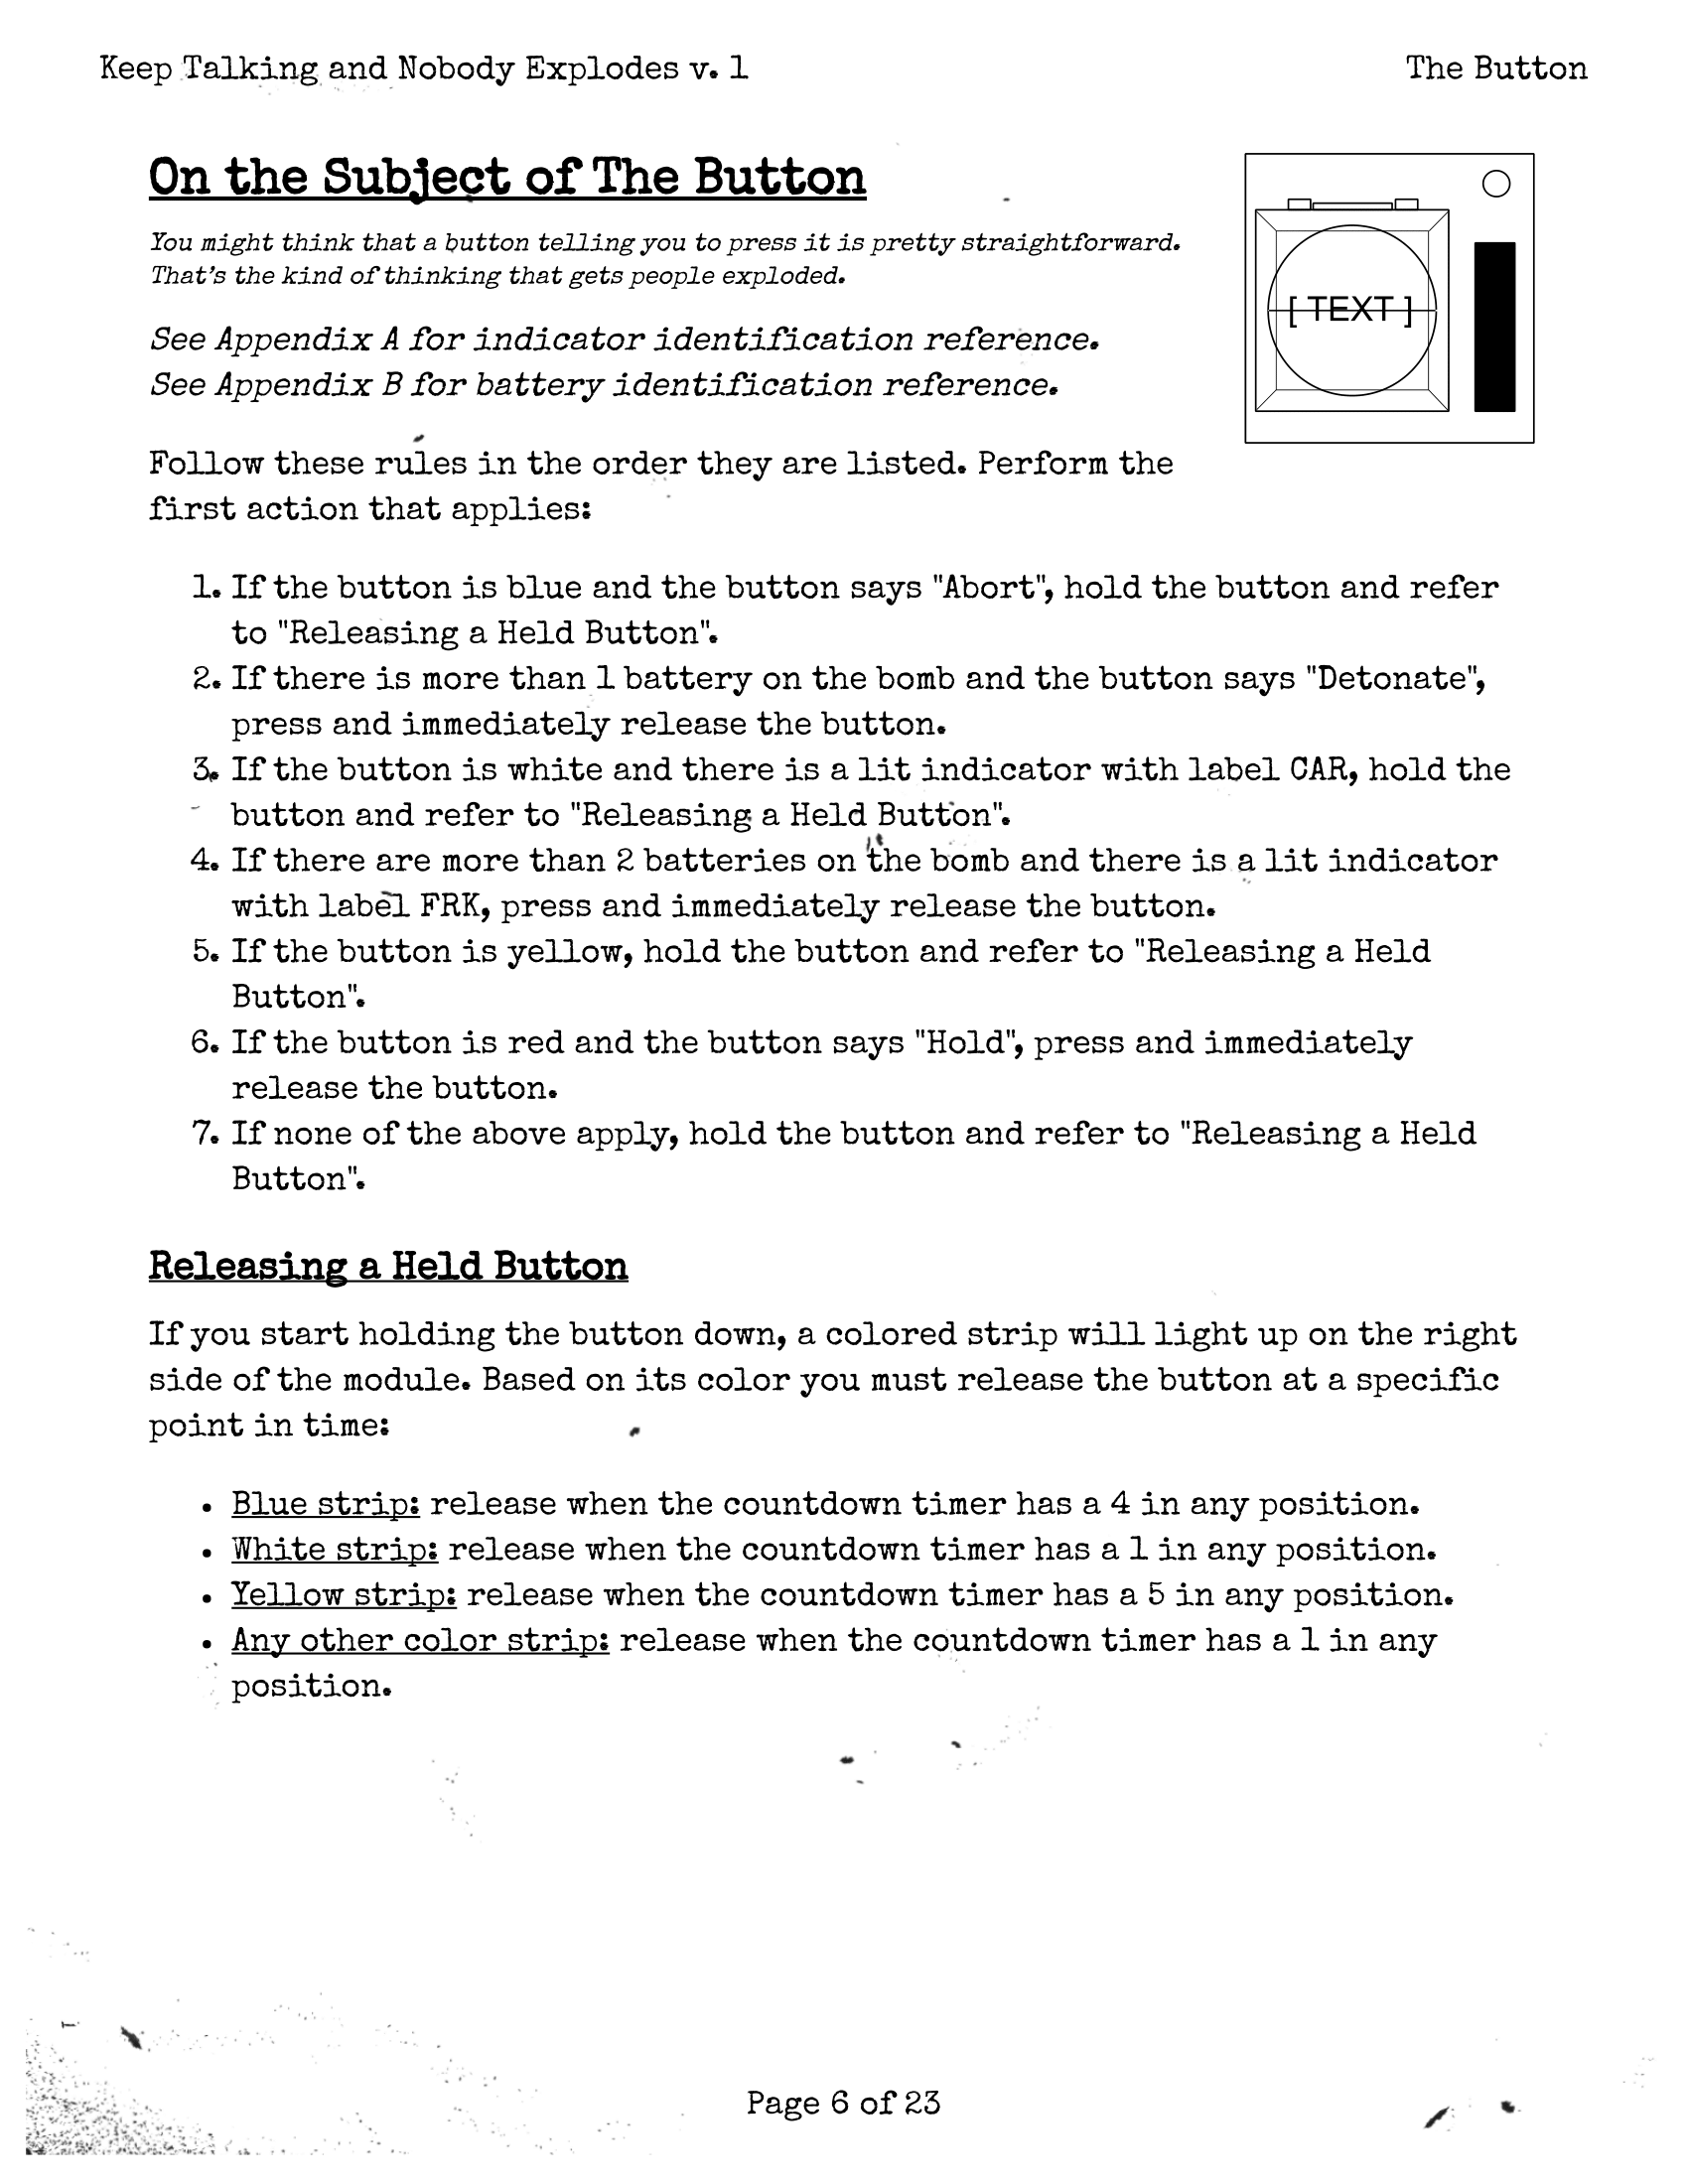 Keep Talking and Nobody Explodes v. 1
The Button
On the Subject of The Button
You might think that a button telling you to press it is pretty straightforward.
That's the kind of thinking that gets people exploded.
See Appendix A for indicator identification reference.
See Appendix B for battery identification reference.
[ TEXT ]
Follow these rules in the order they are listed. Perform the
first action that applies:
1. If the button is blue and the button says "Abort", hold the button and refer
to "Releasing a Held Button".
2. If there is more than 1 battery on the bomb and the button says "Detonate",
press and immediately release the button.
3. If the button is white and there is a lit indicator with label CAR, hold the
button and refer to "Releasing a Held Button".
4. If there are more than 2 batteries on the bomb and there is a lit indicator
with label FRK, press and immediately release the button.
5. If the button is yellow, hold the button and refer to "Releasing a Held
Button".
6. If the button is red and the button says "Hold", press and immediately
release the button.
7. If none of the above apply, hold the button and refer to "Releasing a Held
Button".
Releasing a Held Button
If you start holding the button down, a colored strip will light up on the right
side of the module. Based on its color you must release the button at a specific
point in time:
• Blue strip: release when the countdown timer has a 4 in any position.
• White strip: release when the countdown timer has a 1 in any position.
• Yellow strip: release when the countdown timer has a 5 in any position.
• Any other color strip: release when the countdown timer has a 1 in any
position.
Page 6 of 23